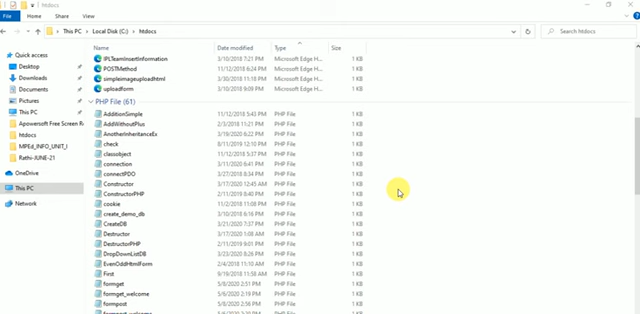 htdocs
File Home Share View
This PC > Local Disk (C:) > htdocs
Search htdocs
Name Date modified Type Size
Quick access
Desktop
Downloads
Documents
Pictures
This PC
Apowersoft Free Screen R
htdocs
MPEd_INFO_UNIT_I
Rathi-JUNE-21
OneDrive
This PC
Network
IPLTeamInsertInformation 3/10/2018 7:21 PM Microsoft Edge H... 1 KB
POSTMethod 11/12/2018 6:24 PM Microsoft Edge H... 1 KB
simpleimageuploadhtml 3/10/2018 11:18 PM Microsoft Edge H... 1 KB
uploadform 3/10/2018 9:09 PM Microsoft Edge H... 1 KB
PHP File (61)
AdditionSimple 11/12/2018 5:43 PM PHP File 1 KB
AddWithoutPlus 2/3/2018 11:21 PM PHP File 1 KB
AnotherInheritanceEx 3/19/2020 6:22 PM PHP File 1 KB
check 8/11/2019 12:10 PM PHP File 1 KB
classobject 11/12/2018 5:37 PM PHP File 1 KB
connection 3/11/2020 6:41 PM PHP File 1 KB
connectPDO 3/27/2018 8:34 PM PHP File 1 KB
Constructor 3/17/2020 12:45 AM PHP File 1 KB
ConstructorPHP 2/11/2019 8:40 PM PHP File 1 KB
cookie 11/2/2018 11:08 PM PHP File 1 KB
create_demo_db 3/10/2018 6:16 PM PHP File 1 KB
CreateDB 3/21/2020 7:37 PM PHP File 1 KB
Destructor 3/17/2020 1:08 AM PHP File 1 KB
DestructorPHP 2/11/2019 9:01 PM PHP File 1 KB
DropDownListDB 3/23/2020 8:26 PM PHP File 1 KB
EvenOddHtmlForm 2/4/2018 10:13 AM PHP File 1 KB
First 9/19/2018 11:58 AM PHP File 1 KB
formget 5/8/2020 2:51 PM PHP File 1 KB
formget_welcome 5/6/2020 2:19 PM PHP File 1 KB
formpost 5/8/2020 2:56 PM PHP File 1 KB